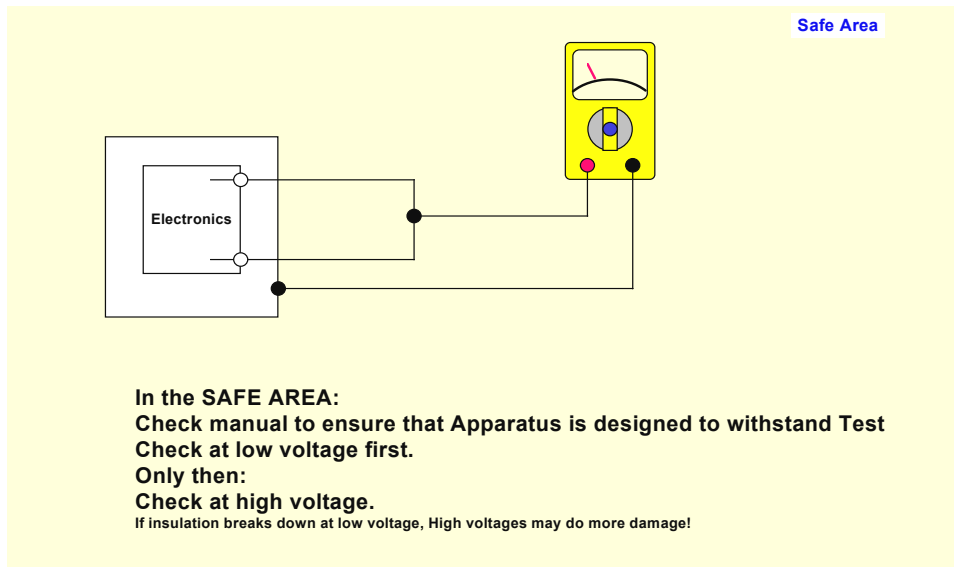 Safe Area
Electronics
In the SAFE AREA:
Check manual to ensure that Apparatus is designed to withstand Test
Check at low voltage first.
Only then:
Check at high voltage.
If insulation breaks down at low voltage, High voltages may do more damage!